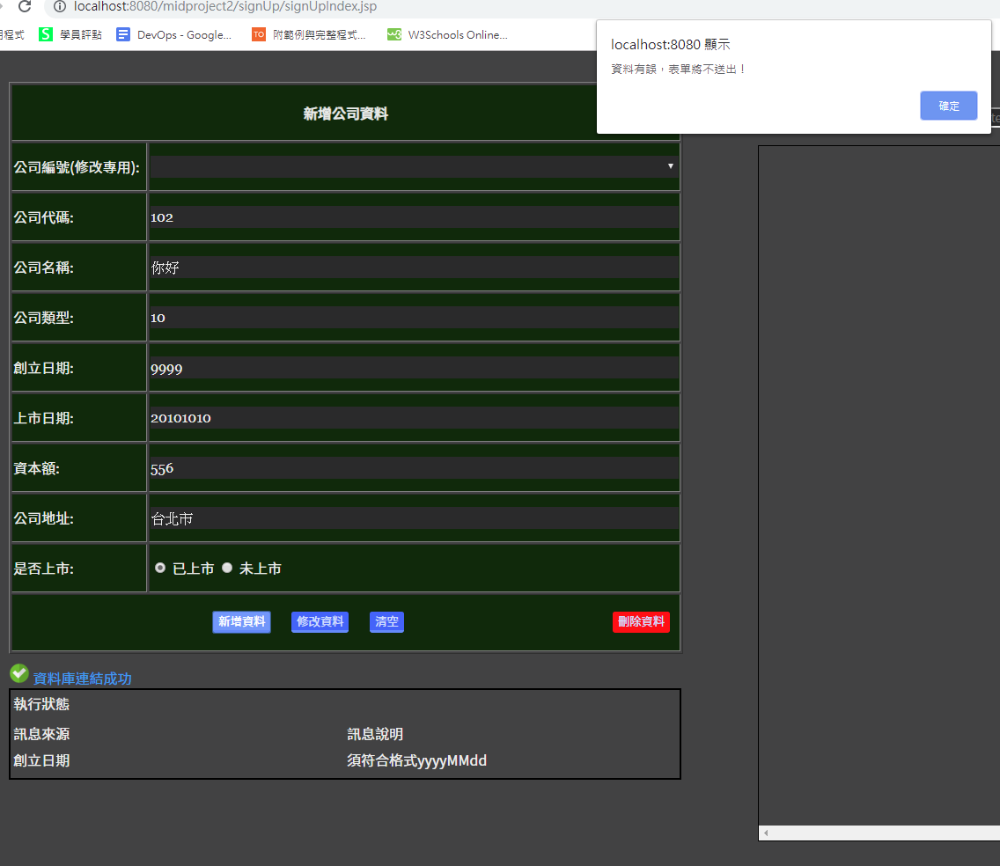 localhost:8080/midproject2/signUp/signUpIndex.jsp
用程式 S 學員評點 DevOps - Google... TO 附範例與完整程式... W3Schools Online...
localhost:8080 顯示
資料有誤，表單將不送出！
確定
新增公司資料
公司編號(修改專用):
公司代碼: 102
公司名稱: 你好
公司類型: 10
創立日期: 9999
上市日期: 20101010
資本額: 556
公司地址: 台北市
是否上市: 已上市 未上市
新增資料 修改資料 清空 刪除資料
資料庫連結成功
執行狀態
訊息來源 訊息說明
創立日期 須符合格式yyyyMMdd